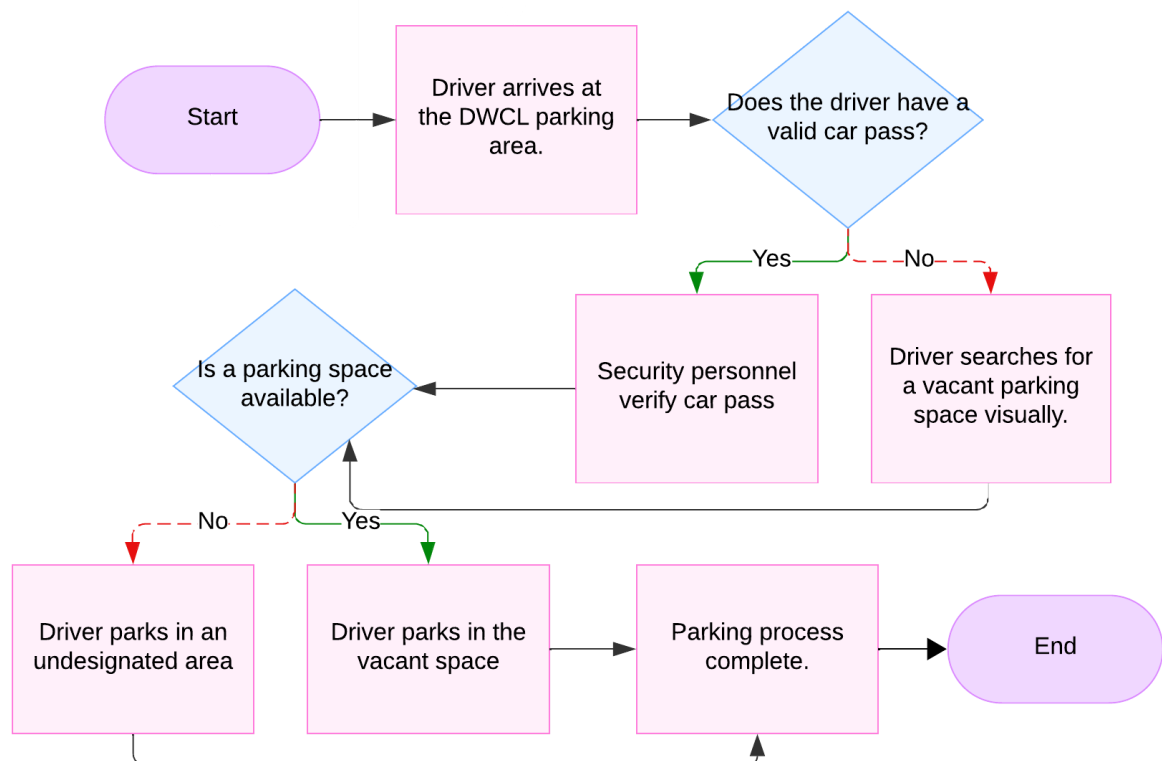 Start
Driver arrives at
the DWCL parking
area.
Does the driver have a
valid car pass?
Yes
No
Is a parking space
available?
Security personnel
verify car pass
Driver searches for
a vacant parking
space visually.
No
Yes
Driver parks in an
undesignated area
Driver parks in the
vacant space
Parking process
complete.
End